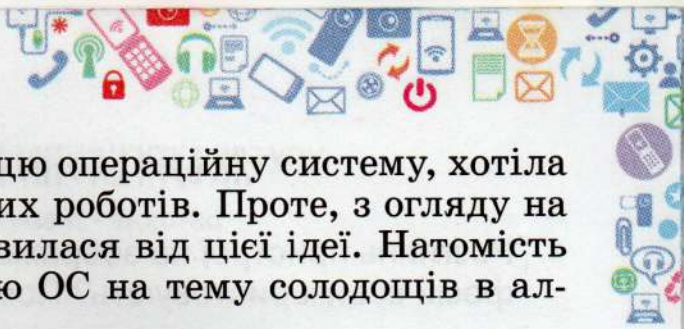 цю операційну систему, хотіла
их роботів. Проте, з огляду на
вилася від цієї ідеї. Натомість
ю ОС на тему солодощів в ал-